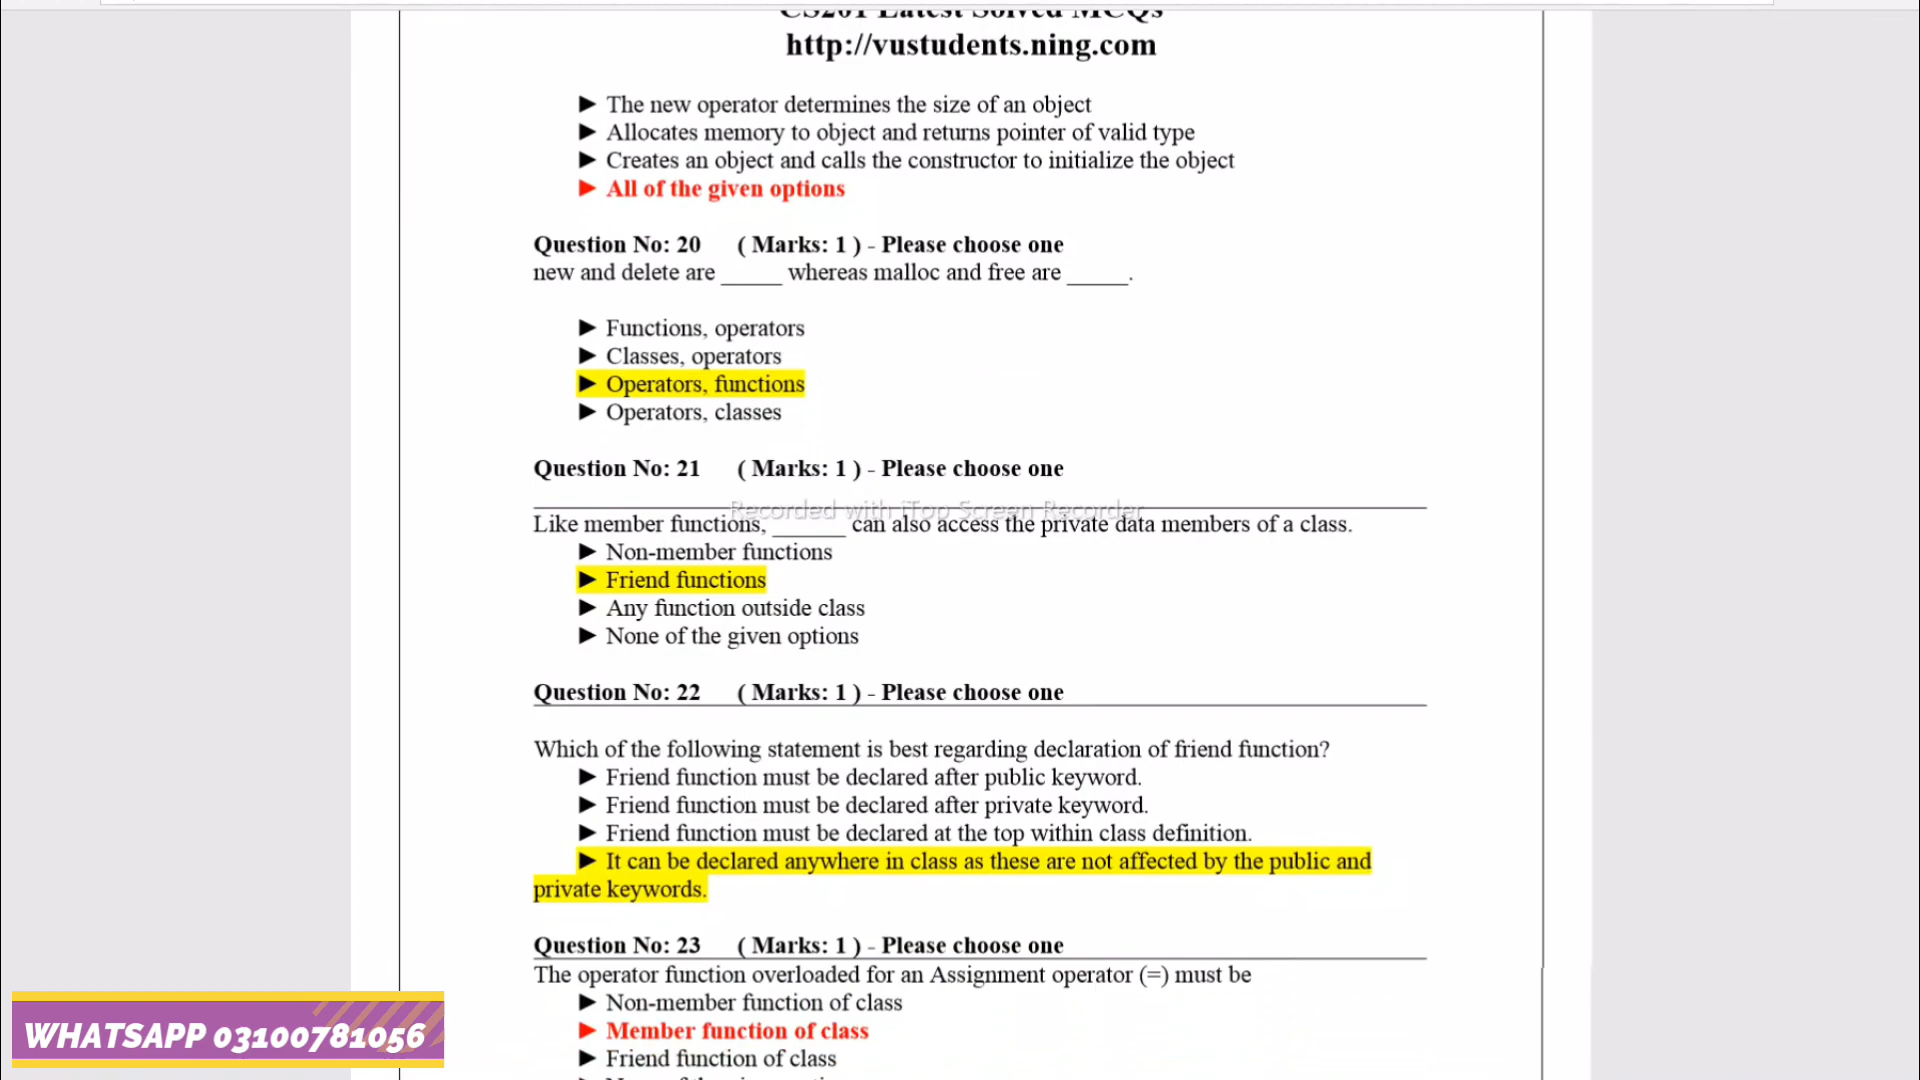 CS201 Latest Solved MCQs
http://vustudents.ning.com
► The new operator determines the size of an object
► Allocates memory to object and returns pointer of valid type
► Creates an object and calls the constructor to initialize the object
► All of the given options
Question No: 20 ( Marks: 1 ) - Please choose one
new and delete are _____ whereas malloc and free are _____.
► Functions, operators
► Classes, operators
► Operators, functions
► Operators, classes
Question No: 21 ( Marks: 1 ) - Please choose one
Recorded with iTop Screen Recorder
Like member functions, ______ can also access the private data members of a class.
► Non-member functions
► Friend functions
► Any function outside class
► None of the given options
Question No: 22 ( Marks: 1 ) - Please choose one
Which of the following statement is best regarding declaration of friend function?
► Friend function must be declared after public keyword.
► Friend function must be declared after private keyword.
► Friend function must be declared at the top within class definition.
► It can be declared anywhere in class as these are not affected by the public and
private keywords.
Question No: 23 ( Marks: 1 ) - Please choose one
The operator function overloaded for an Assignment operator (=) must be
► Non-member function of class
► Member function of class
► Friend function of class
WHATSAPP 03100781056